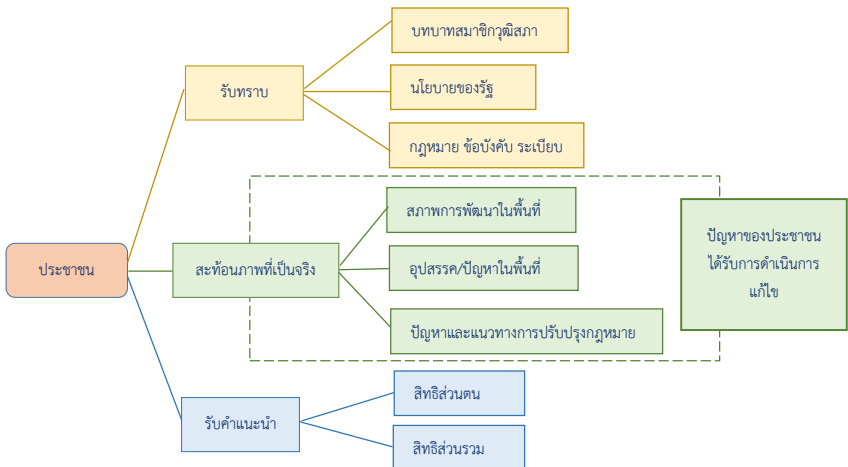 บทบาทสมาชิกวุฒิสภา
รับทราบ
นโยบายของรัฐ
กฎหมาย ข้อบังคับ ระเบียบ
สภาพการพัฒนาในพื้นที่
ประชาชน
สะท้อนภาพที่เป็นจริง
อุปสรรค/ปัญหาในพื้นที่
ปัญหาและแนวทางการปรับปรุงกฎหมาย
ปัญหาของประชาชน
ได้รับการดำเนินการ
แก้ไข
รับคำแนะนำ
สิทธิส่วนตน
สิทธิส่วนรวม